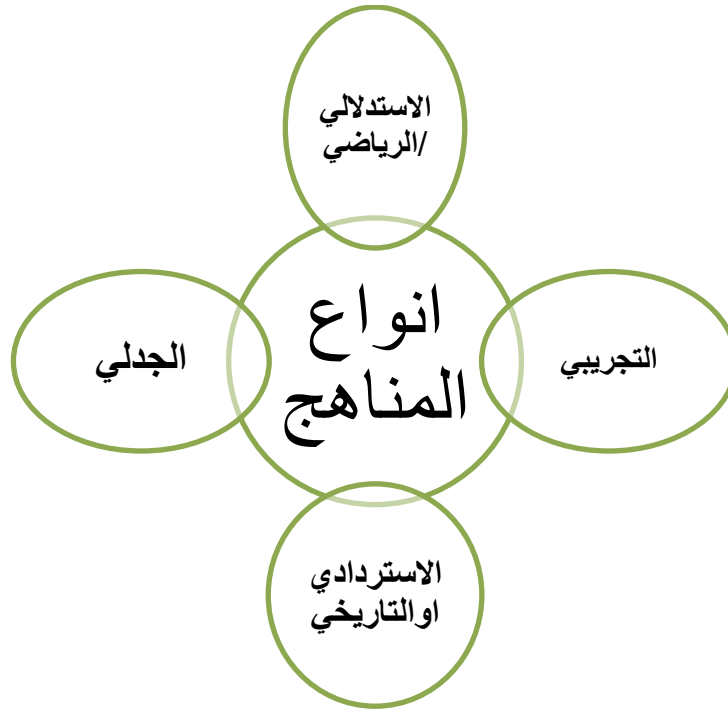 الاستدلالي
/الرياضي
انواع
المناهج
التجريبي
الجدلي
الاستردادي
اوالتاريخي